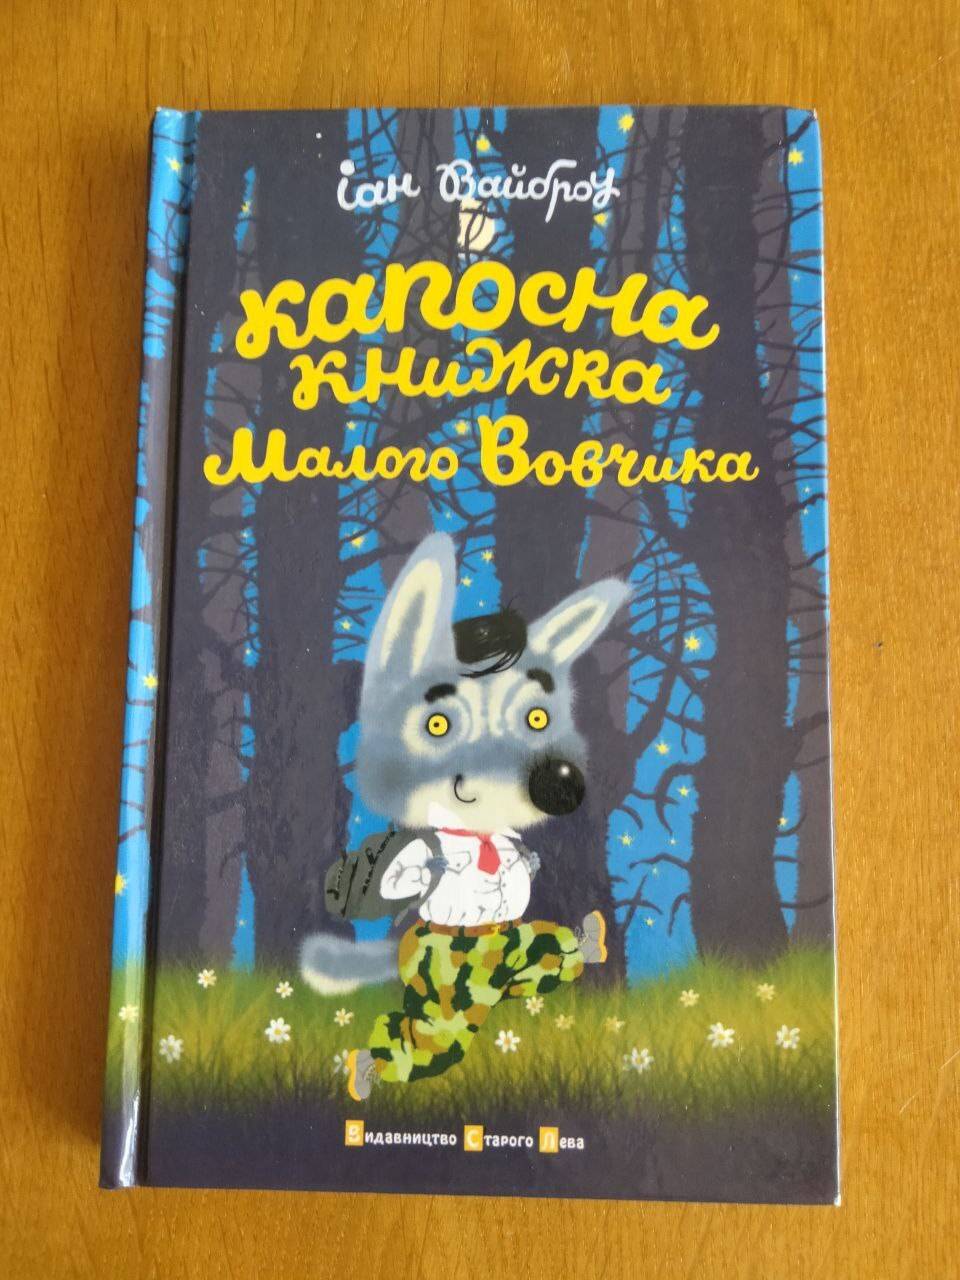 Іан Вайброу
Капосна
книжка
Малого Вовчика
Видавництво Старого Лева